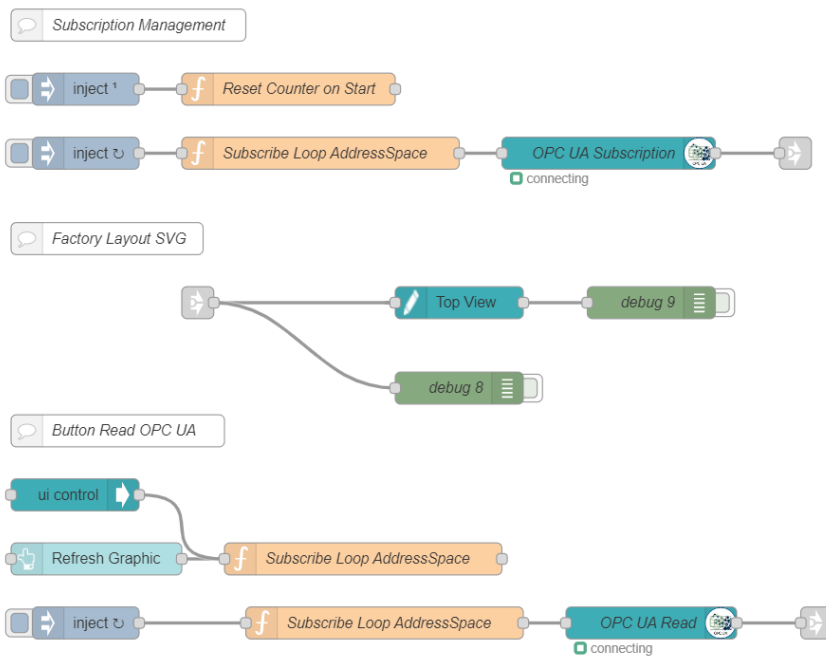 Subscription Management
inject ¹
Reset Counter on Start
inject ↻
Subscribe Loop AddressSpace
OPC UA Subscription
connecting
Factory Layout SVG
Top View
debug 9
debug 8
Button Read OPC UA
ui control
Refresh Graphic
Subscribe Loop AddressSpace
inject ↻
Subscribe Loop AddressSpace
OPC UA Read
connecting